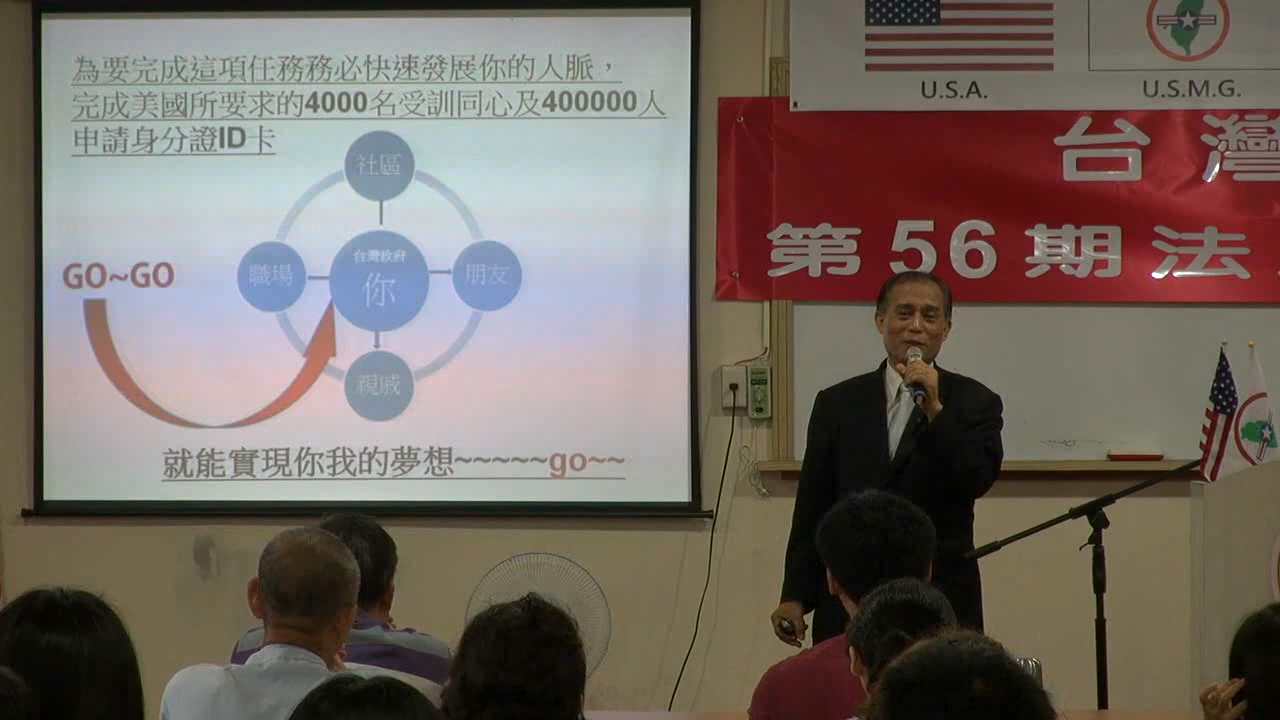 為要完成這項任務務必快速發展你的人脈，
完成美國所要求的4000名受訓同心及400000人
申請身分證ID卡
社區
GO~GO
職場
台灣政府
你
朋友
親戚
就能實現你我的夢想~~~~~go~~
U.S.A.
U.S.M.G.
台灣
第56期法